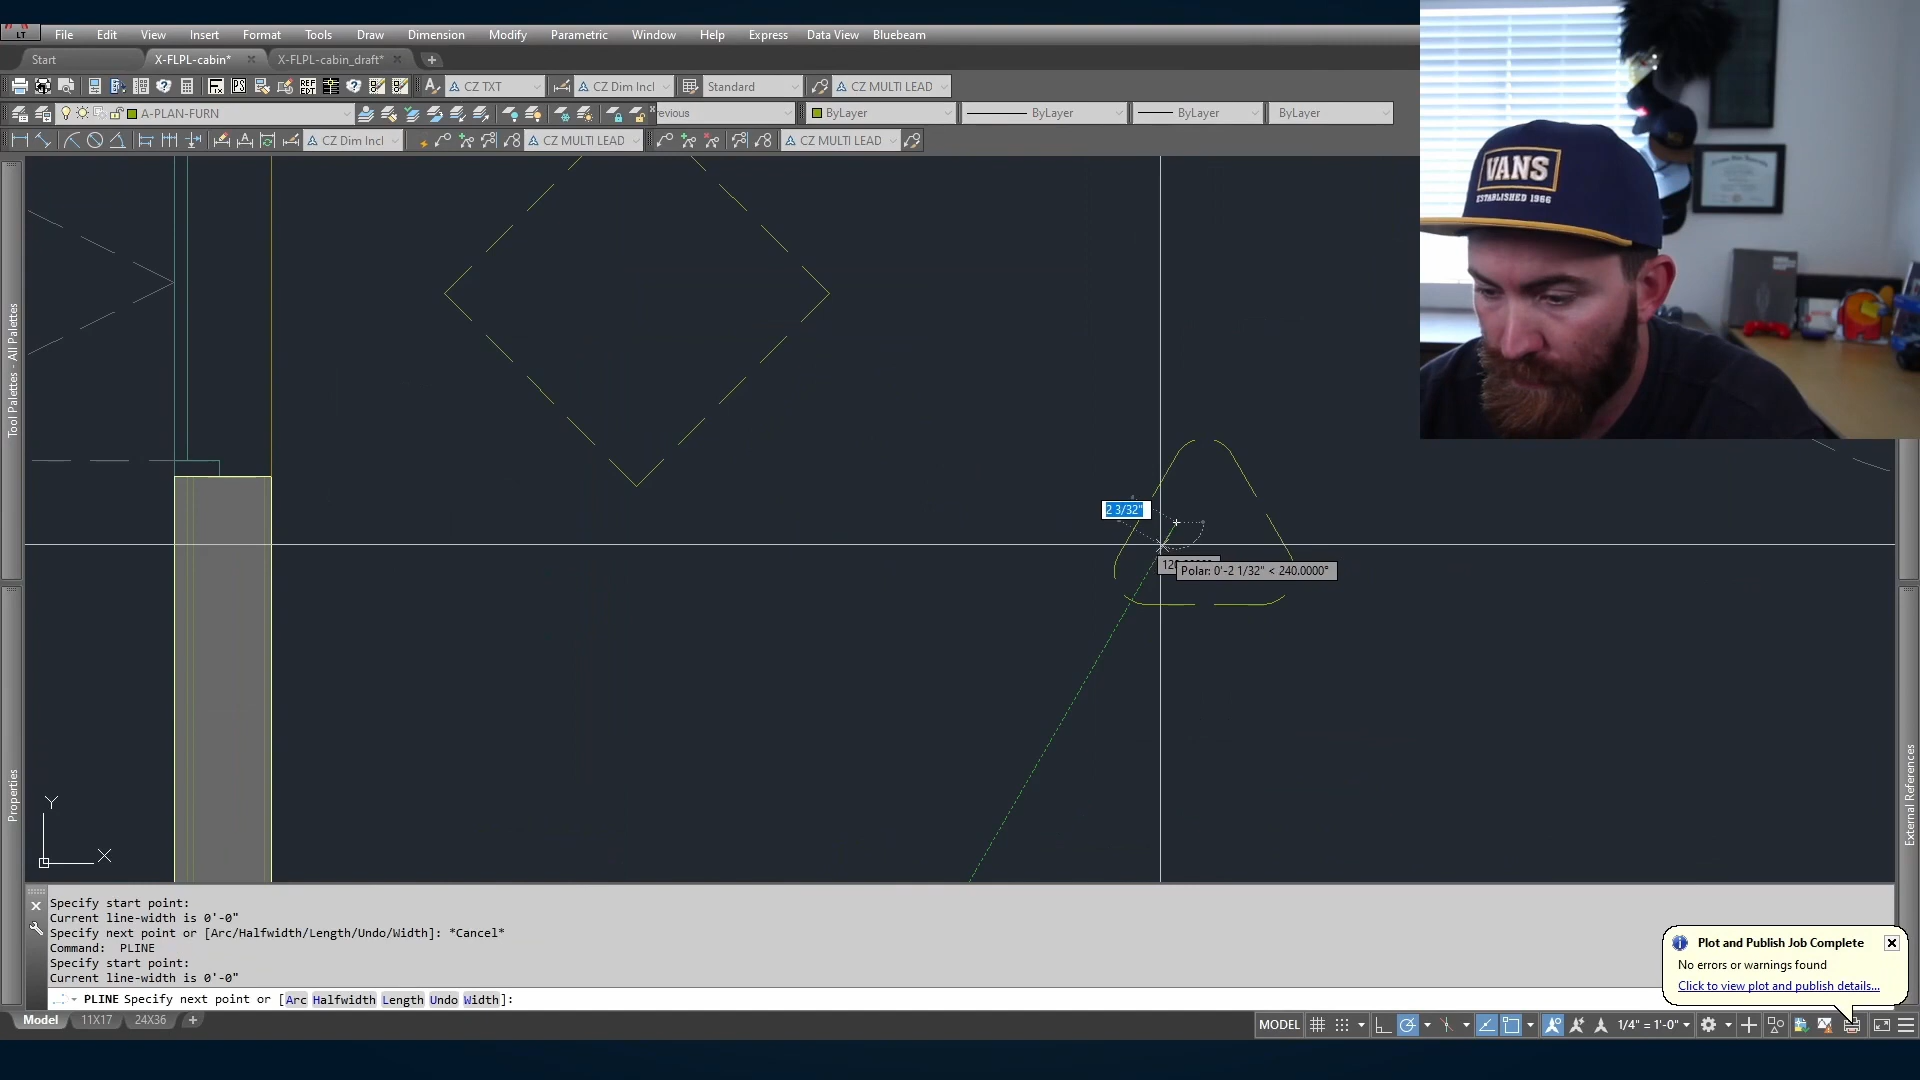 LT File Edit View Insert Format Tools Draw Dimension Modify Parametric Window Help Express Data View Bluebeam
Start X-FLPL-cabin* X-FLPL-cabin_draft*
CZ TXT CZ Dim Incl Standard CZ MULTI LEAD
A-PLAN-FURN revious ByLayer ByLayer ByLayer ByLayer
CZ Dim Incl CZ MULTI LEAD CZ MULTI LEAD
VANS
ESTABLISHED 1966
Tool Palettes - All Palettes
2 3/32"
Polar: 0'-2 1/32" < 240.0000°
Properties
External References
Y
X
Specify start point:
Current line-width is 0'-0"
Specify next point or [Arc/Halfwidth/Length/Undo/Width]: *Cancel*
Command: PLINE
Specify start point:
Current line-width is 0'-0"
PLINE Specify next point or [Arc Halfwidth Length Undo Width]:
Plot and Publish Job Complete
No errors or warnings found
Click to view plot and publish details...
Model 11X17 24X36
MODEL 1/4" = 1'-0"